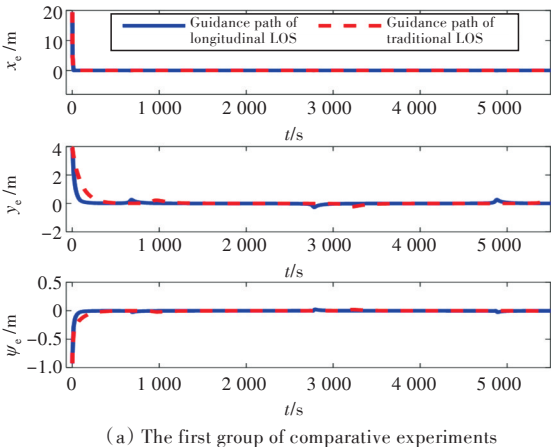 20
10
0
x_e /m
Guidance path of longitudinal LOS
Guidance path of traditional LOS
0 1 000 2 000 3 000 4 000 5 000
t/s
4
2
0
−2
y_e /m
0 1 000 2 000 3 000 4 000 5 000
t/s
0.5
0
−0.5
−1.0
ψ_e /m
0 1 000 2 000 3 000 4 000 5 000
t/s
(a) The first group of comparative experiments